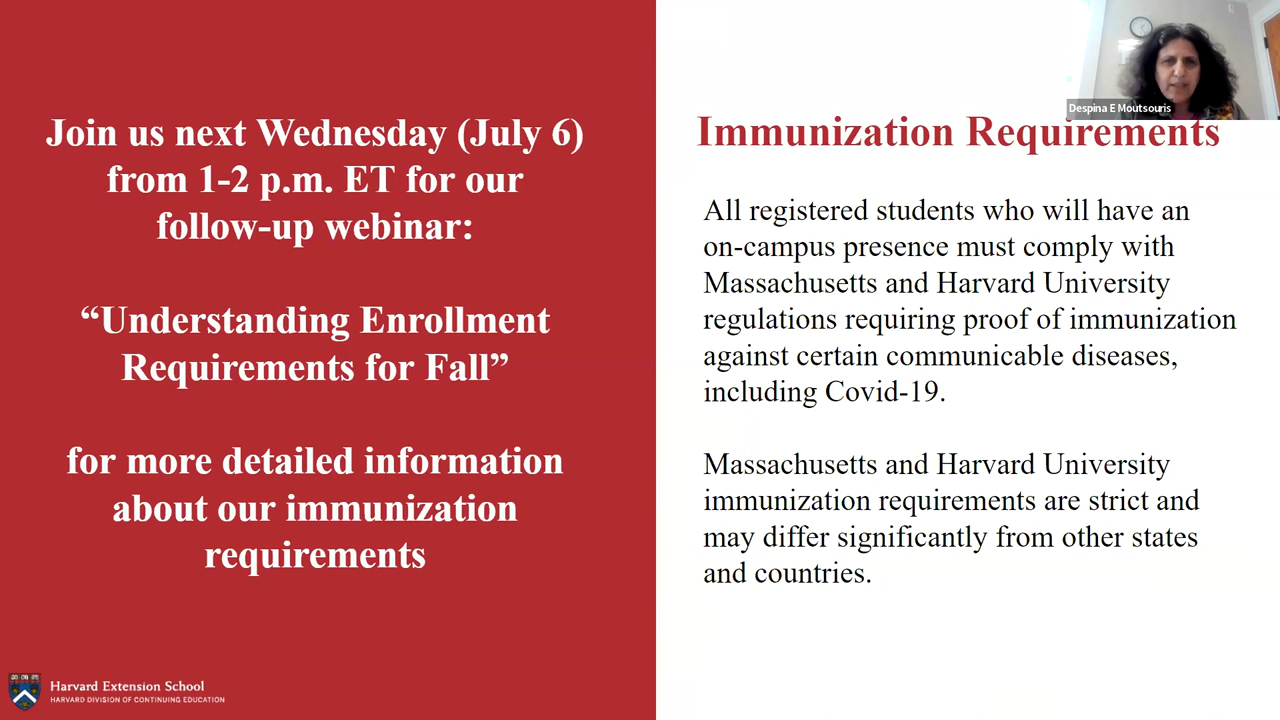 Join us next Wednesday (July 6)
from 1-2 p.m. ET for our
follow-up webinar:
“Understanding Enrollment
Requirements for Fall”
for more detailed information
about our immunization
requirements
Harvard Extension School
HARVARD DIVISION OF CONTINUING EDUCATION
Despina E Moutsouris
Immunization Requirements
All registered students who will have an
on-campus presence must comply with
Massachusetts and Harvard University
regulations requiring proof of immunization
against certain communicable diseases,
including Covid-19.
Massachusetts and Harvard University
immunization requirements are strict and
may differ significantly from other states
and countries.